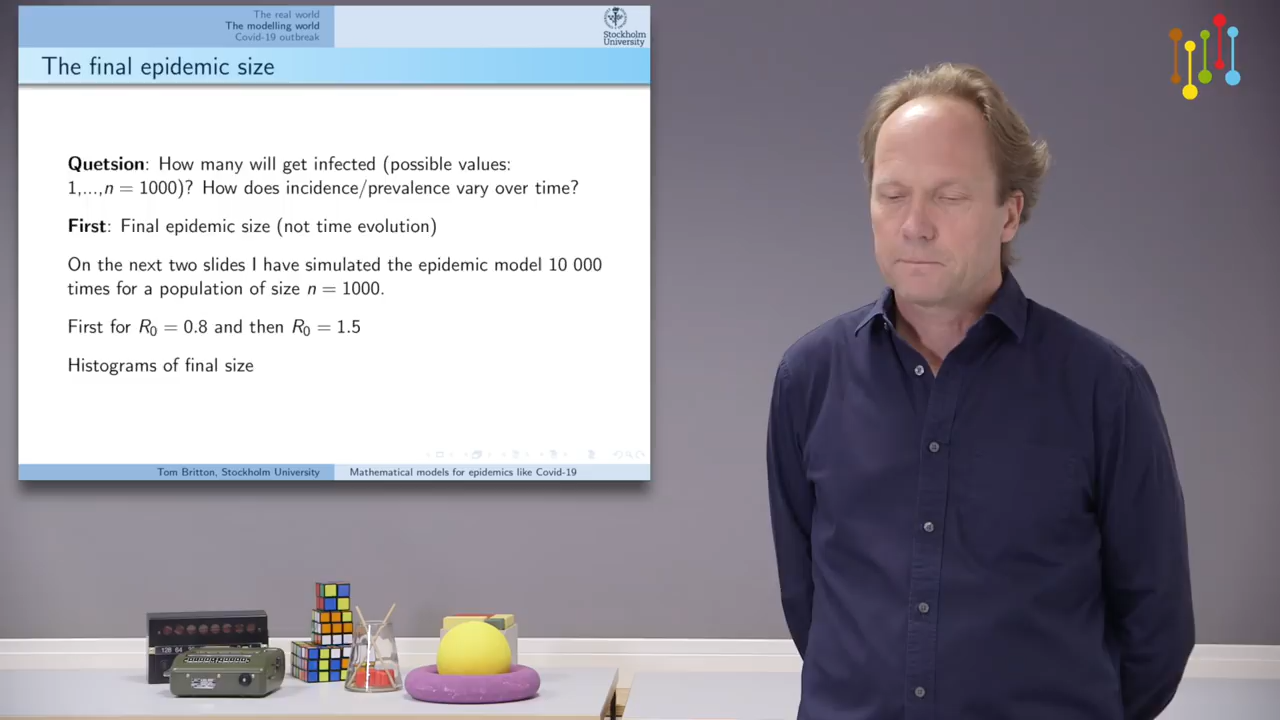 The real world
The modelling world
Covid-19 outbreak
Stockholm
University
The final epidemic size
Quetsion: How many will get infected (possible values:
1,...,n = 1000)? How does incidence/prevalence vary over time?
First: Final epidemic size (not time evolution)
On the next two slides I have simulated the epidemic model 10 000
times for a population of size n = 1000.
First for R₀ = 0.8 and then R₀ = 1.5
Histograms of final size
Tom Britton, Stockholm University
Mathematical models for epidemics like Covid-19
128 64